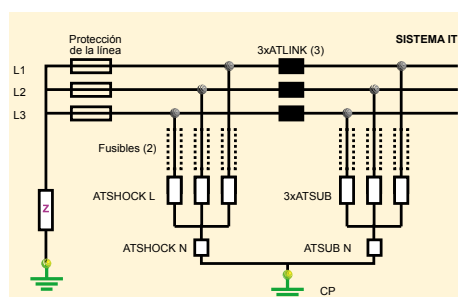 Protección
de la línea
3xATLINK (3)
SISTEMA IT
L1
L2
L3
Fusibles (2)
ATSHOCK L
3xATSUB
Z
ATSHOCK N
ATSUB N
CP